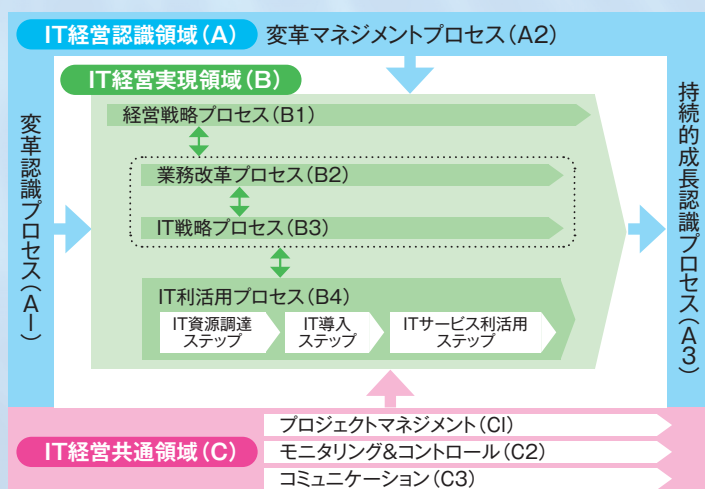 IT経営認識領域(A)
変革マネジメントプロセス(A2)
IT経営実現領域(B)
変革認識プロセス(A1)
経営戦略プロセス(B1)
業務改革プロセス(B2)
IT戦略プロセス(B3)
IT利活用プロセス(B4)
IT資源調達
ステップ
IT導入
ステップ
ITサービス利活用
ステップ
持続的成長認識プロセス(A3)
IT経営共通領域(C)
プロジェクトマネジメント(C1)
モニタリング&コントロール(C2)
コミュニケーション(C3)